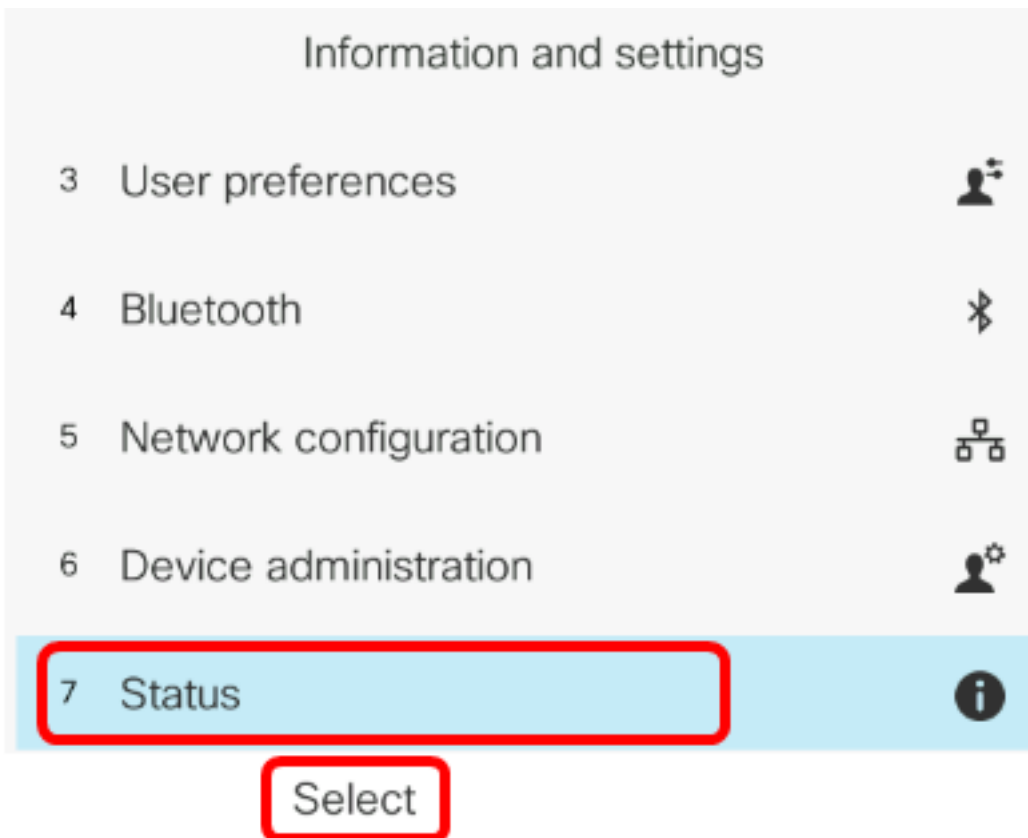 Information and settings
3 User preferences
4 Bluetooth
5 Network configuration
6 Device administration
7 Status
Select